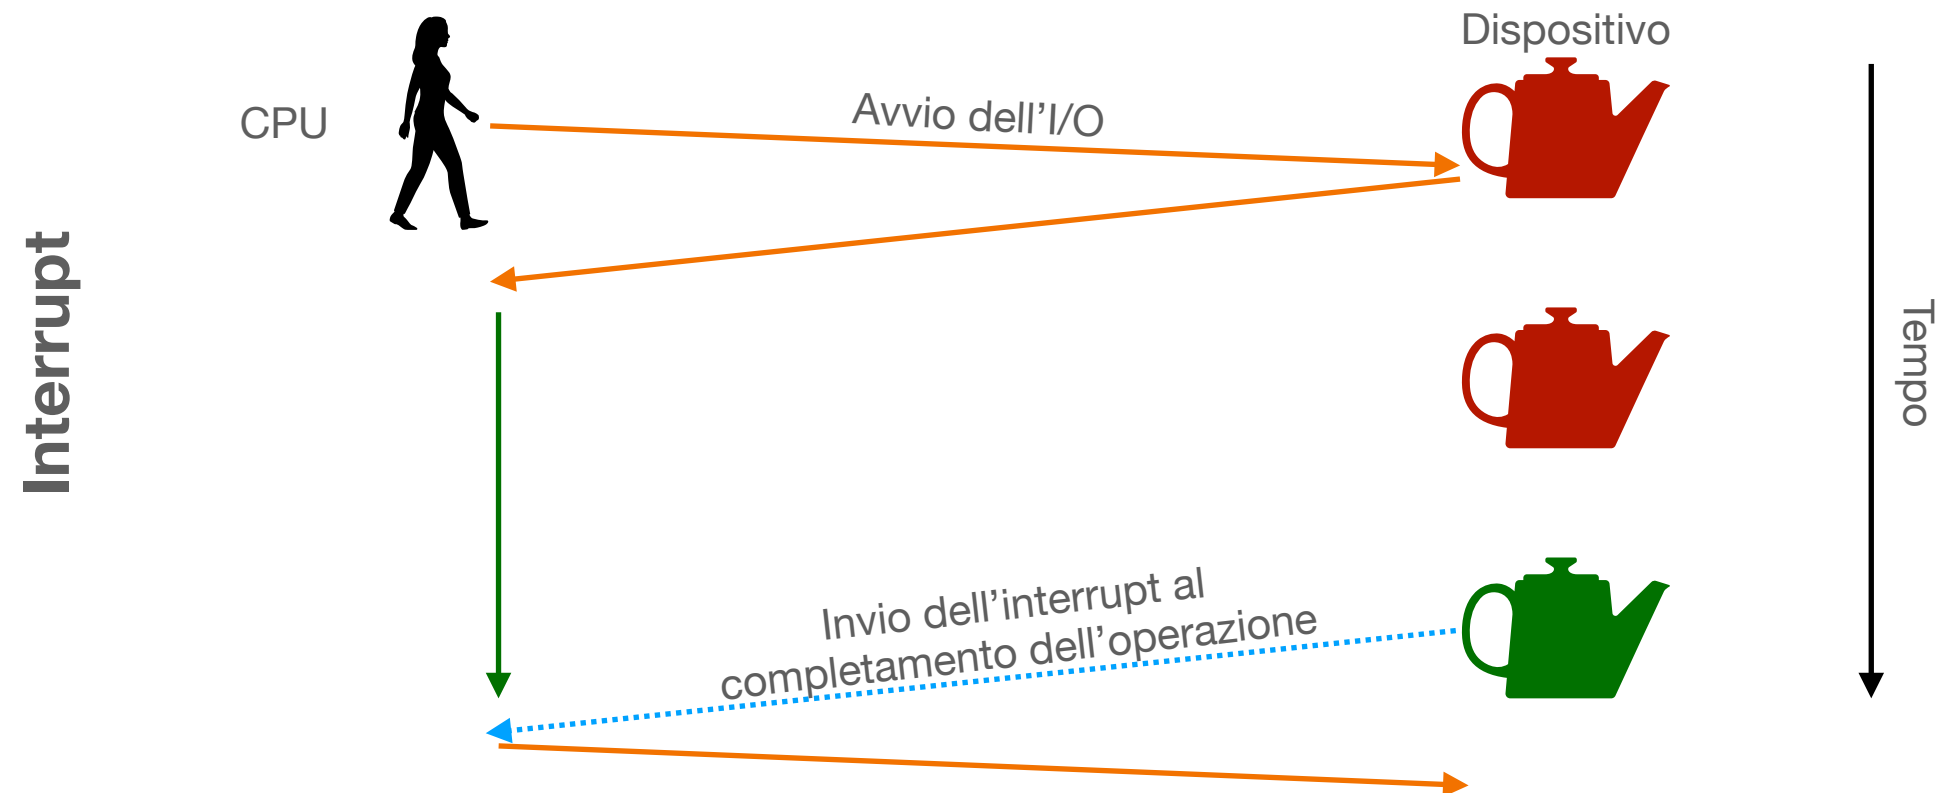 Dispositivo
CPU
Avvio dell’I/O
Interrupt
Tempo
Invio dell’interrupt al
completamento dell’operazione